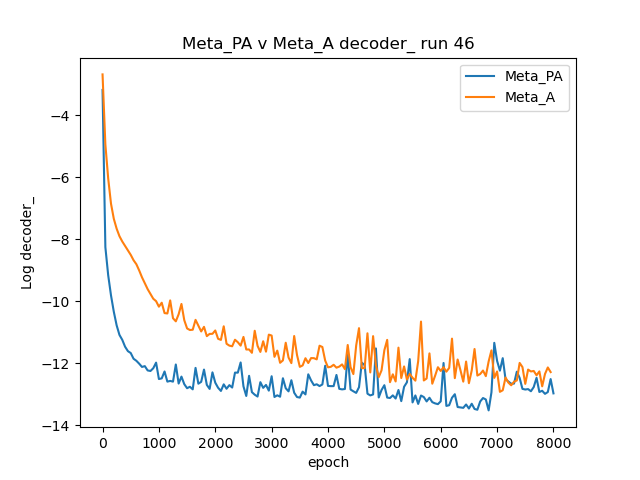 Meta_PA v Meta_A decoder_ run 46
Meta_PA
Meta_A
Log decoder_
−4
−6
−8
−10
−12
−14
0 1000 2000 3000 4000 5000 6000 7000 8000
epoch